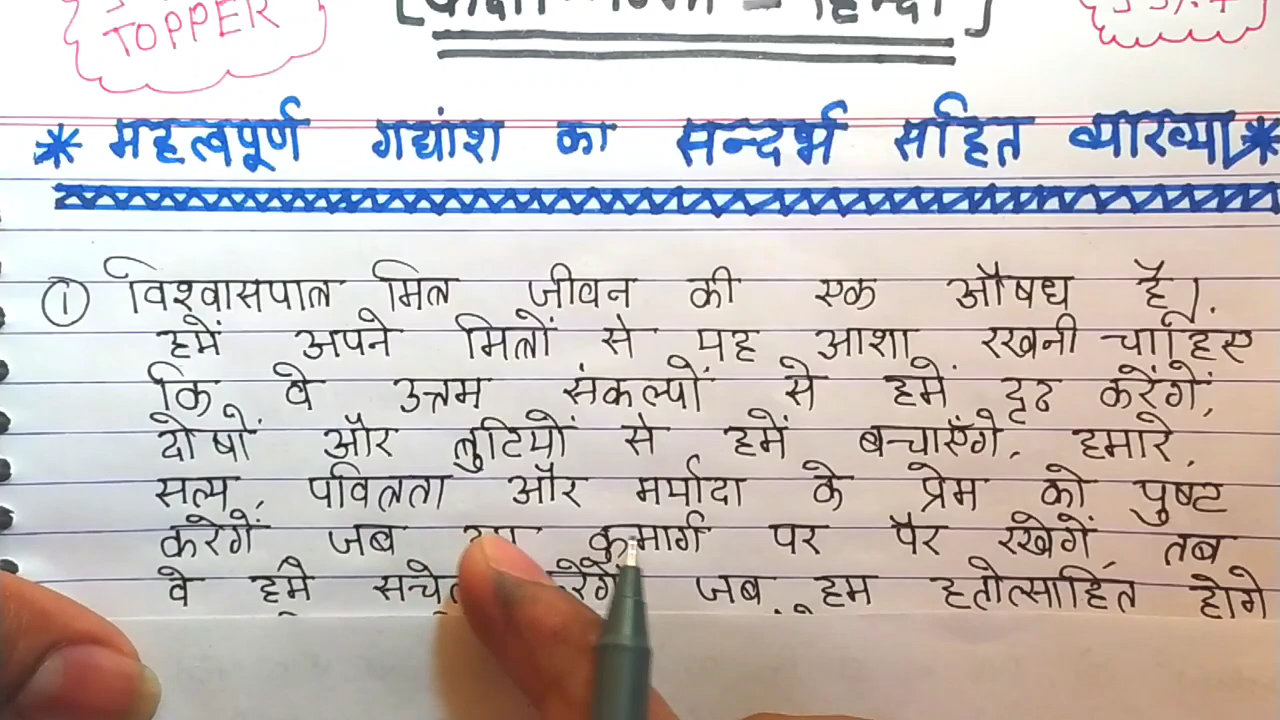 TOPPER
हिन्दी ]
* महत्वपूर्ण गद्यांश का सन्दर्भ सहित व्याख्या *
① विश्वासपात्र मित्र जीवन की एक औषध है।
हमें अपने मित्रों से यह आशा रखनी चाहिए
कि वे उत्तम संकल्पों से हमें दृढ करेंगें,
दोषों और त्रुटियों से हमें बचाएँगे, हमारे,
सत्य, पवित्रता और मर्यादा के प्रेम को पुष्ट
करेगें जब कुमार्ग पर पैर रखेगें, तब
वे हमे जब हम हतोत्साहित होगे